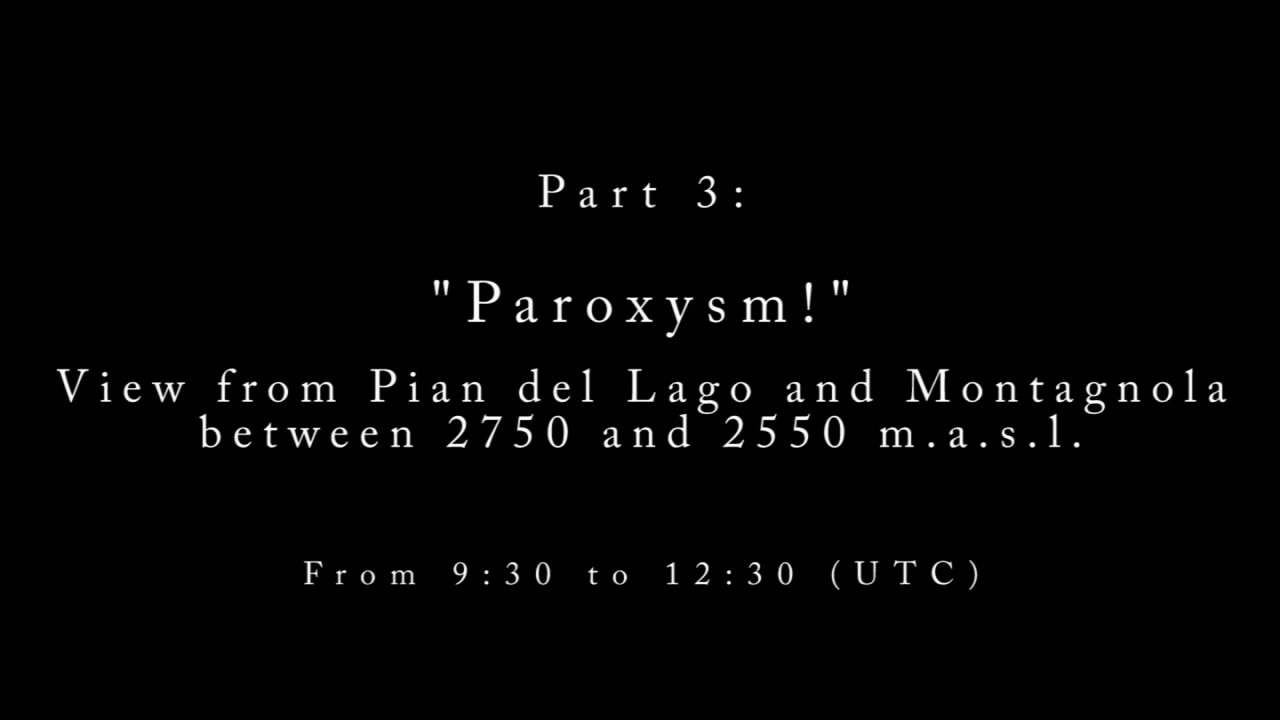 Part 3:
"Paroxysm!"
View from Pian del Lago and Montagnola
between 2750 and 2550 m.a.s.l.
From 9:30 to 12:30 (UTC)